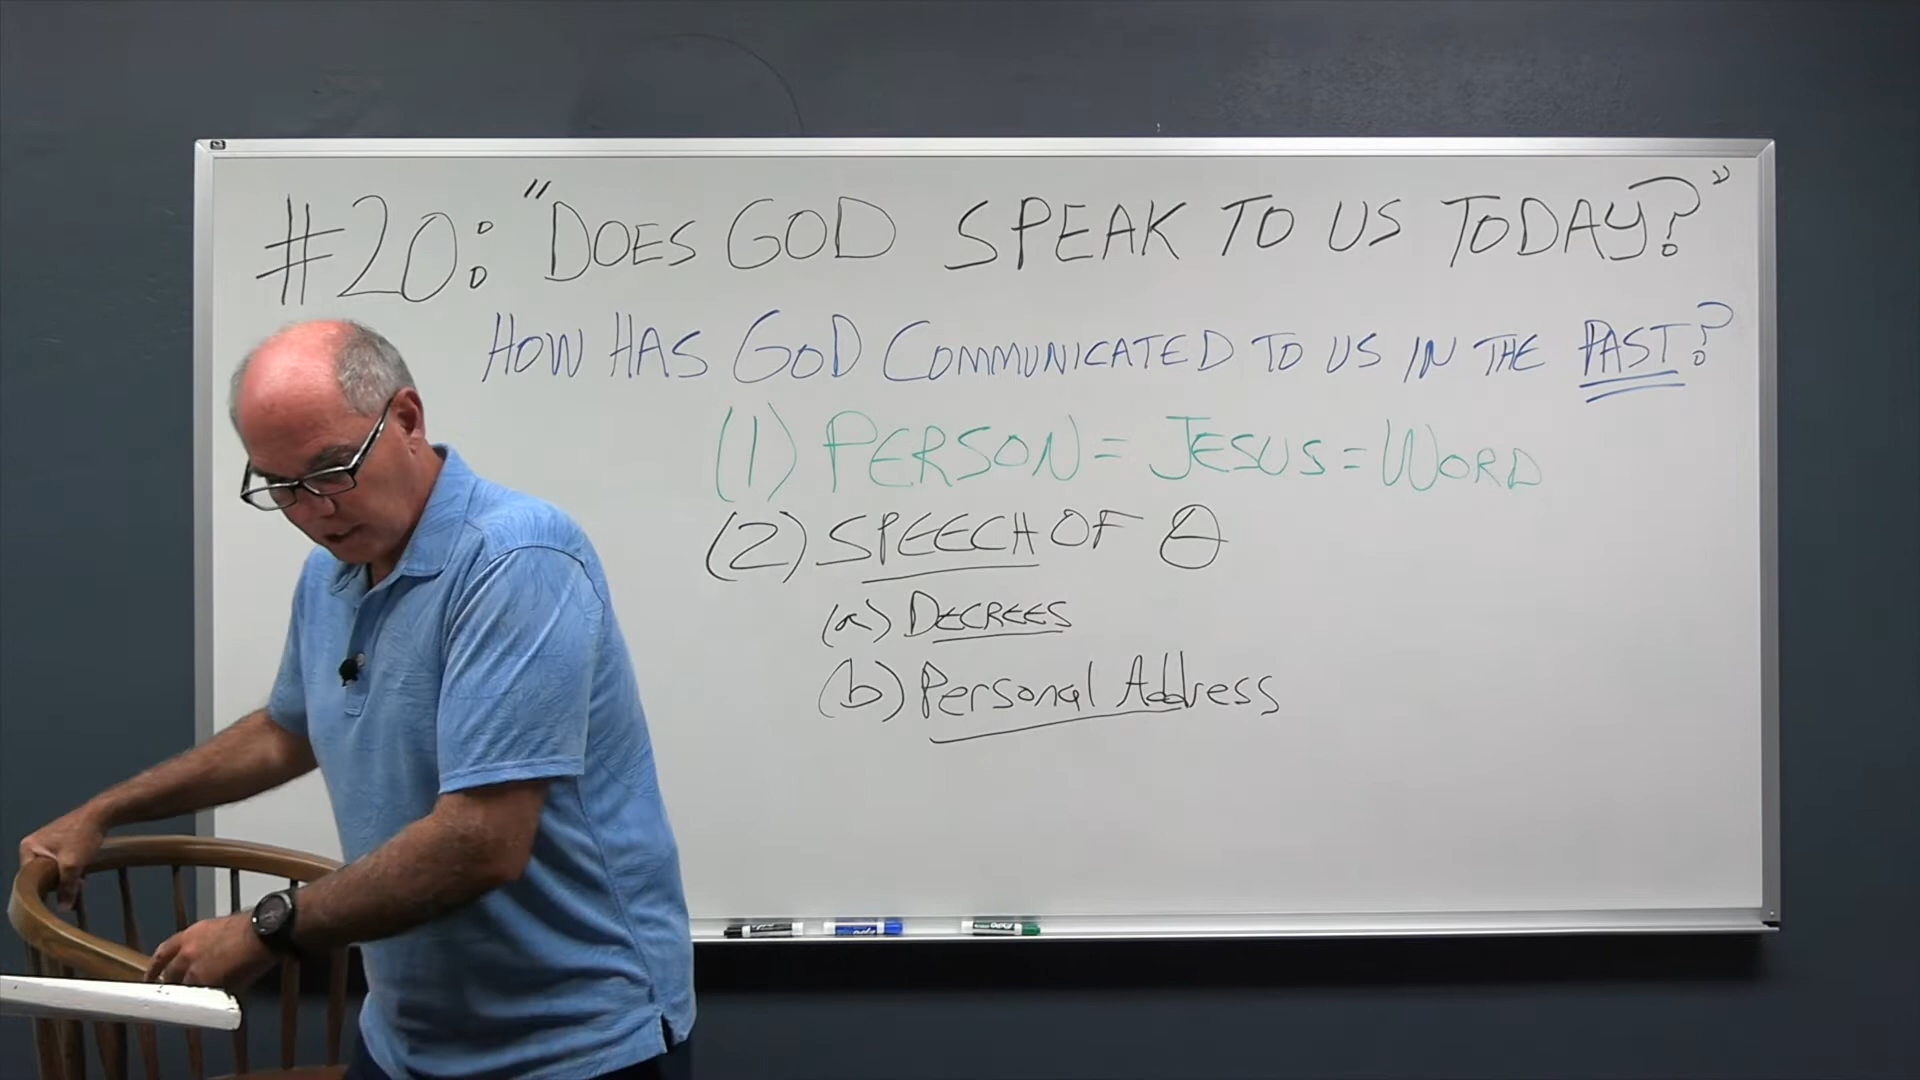 #20: "DOES GOD SPEAK TO US TODAY?"
HOW HAS GOD COMMUNICATED TO US IN THE PAST?
(1) PERSON = JESUS = WORD
(2) SPEECH OF Θ
(a) DECREES
(b) Personal Address